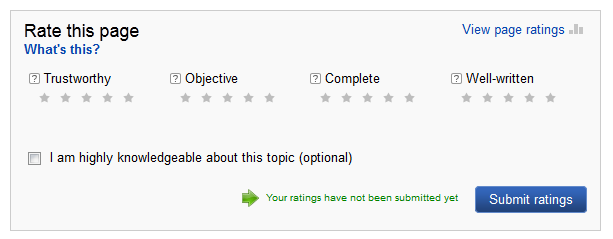 Rate this page
View page ratings
What's this?
? Trustworthy
? Objective
? Complete
? Well-written
I am highly knowledgeable about this topic (optional)
Your ratings have not been submitted yet
Submit ratings